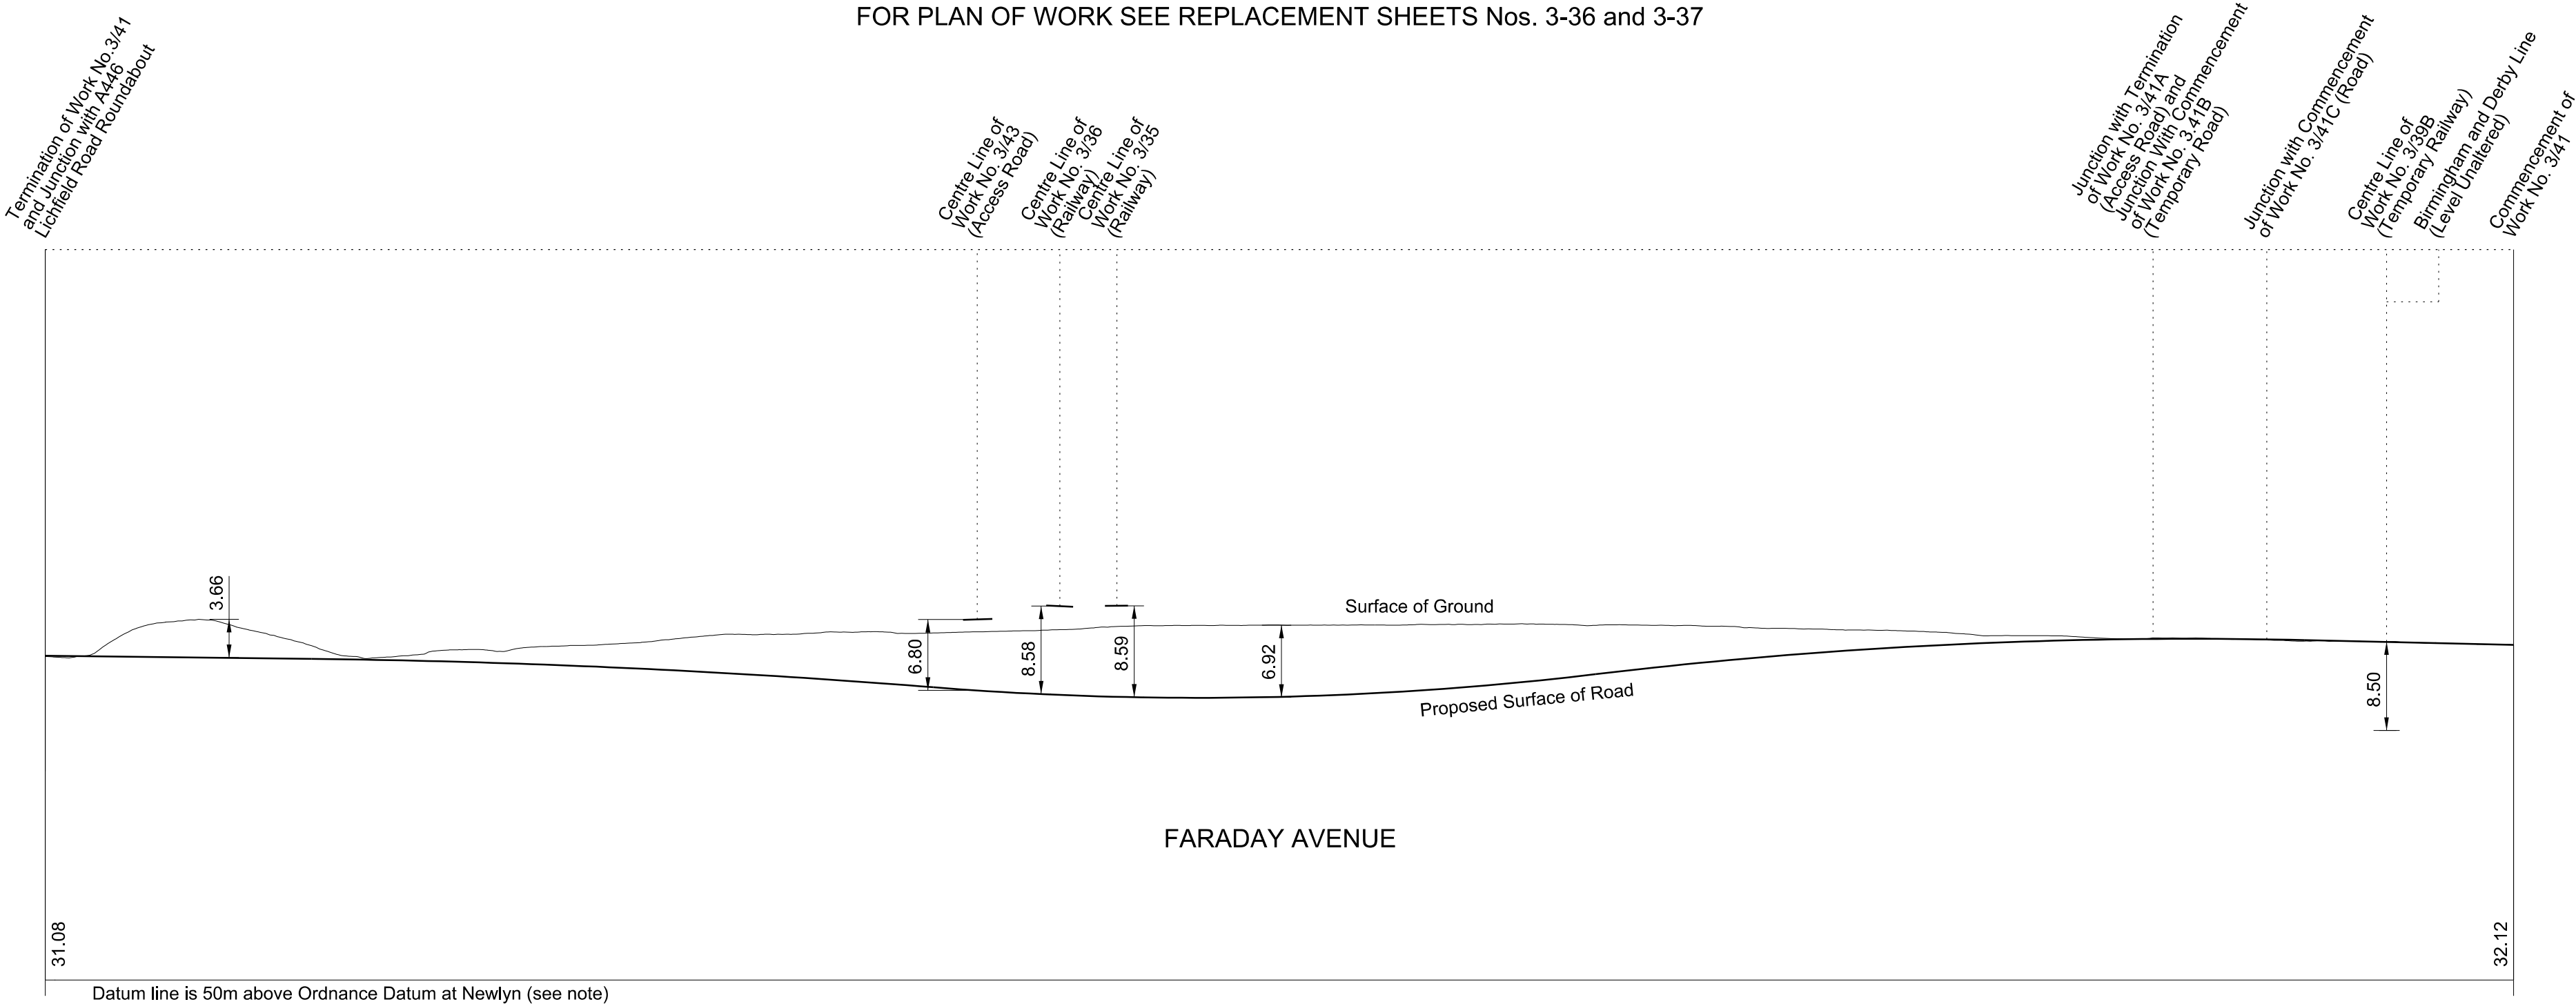 FOR PLAN OF WORK SEE REPLACEMENT SHEETS Nos. 3-36 and 3-37
Termination of Work No.3/41
and Junction with A446
Lichfield Road Roundabout
Centre Line of
Work No. 3/43
(Access Road)
Centre Line of
Work No. 3/36
(Railway)
Centre Line of
Work No. 3/35
(Railway)
Junction with Termination
of Work No. 3/41A
(Access Road) and
Junction With Commencement
of Work No. 3.41B
(Temporary Road)
Junction with Commencement
of Work No. 3/41C (Road)
Centre Line of
Work No. 3/39B
(Temporary Railway)
Birmingham and Derby Line
(Level Unaltered)
Commencement of
Work No. 3/41
3.66
6.80
8.58
8.59
6.92
Surface of Ground
Proposed Surface of Road
8.50
FARADAY AVENUE
31.08
32.12
Datum line is 50m above Ordnance Datum at Newlyn (see note)